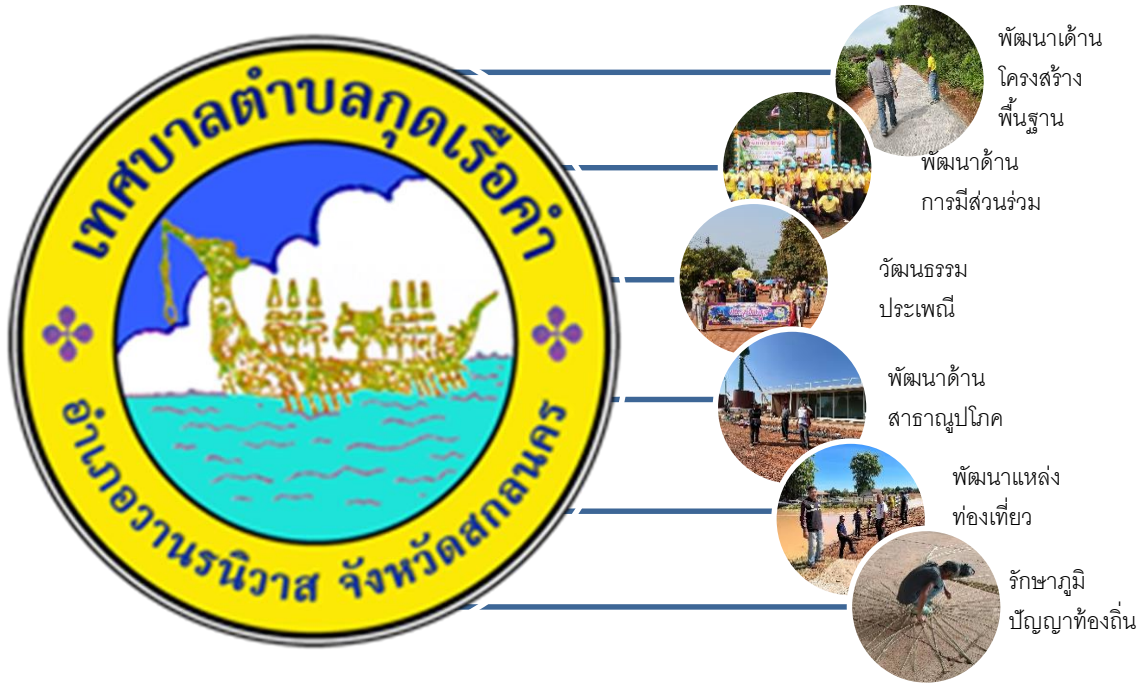 เทศบาลตำบลกุดเรือคำ
อำเภอวานรนิวาส จังหวัดสกลนคร
พัฒนาเด้าน
โครงสร้าง
พื้นฐาน
พัฒนาด้าน
การมีส่วนร่วม
วัฒนธรรม
ประเพณี
พัฒนาด้าน
สาธาณูปโภค
พัฒนาแหล่ง
ท่องเที่ยว
รักษาภูมิ
ปัญญาท้องถิ่น